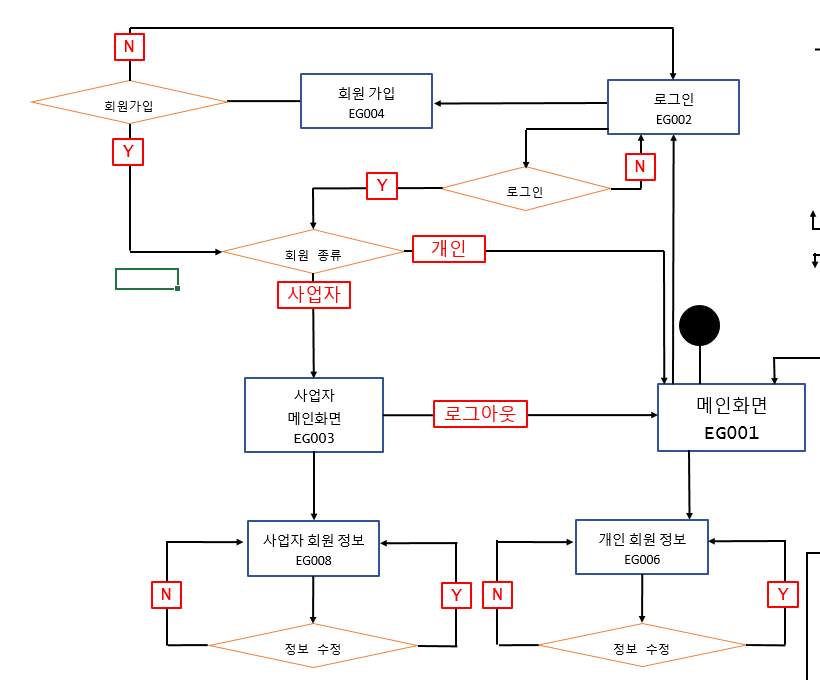 N
회원가입
회원 가입
EG004
로그인
EG002
Y
N
Y
로그인
회원 종류
개인
사업자
사업자
메인화면
EG003
로그아웃
메인화면
EG001
사업자 회원 정보
EG008
개인 회원 정보
EG006
N
Y
N
Y
정보 수정
정보 수정